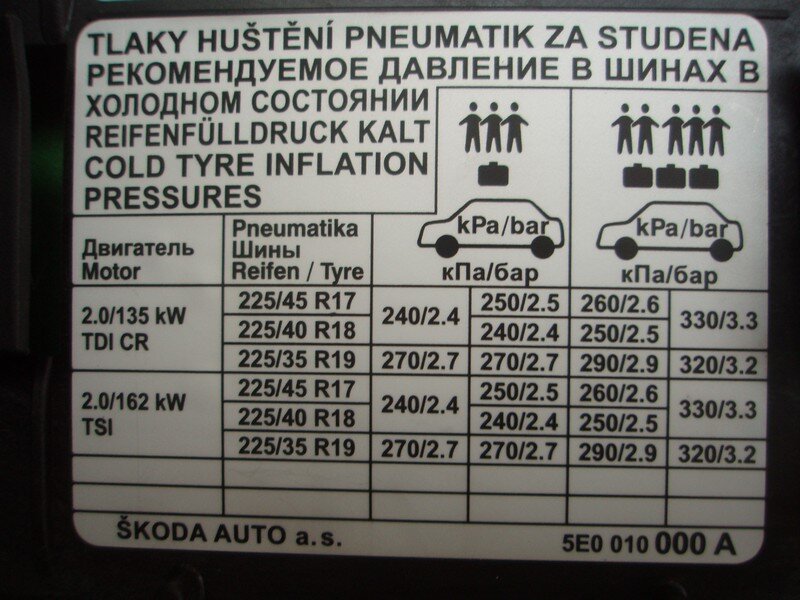 TLAKY HUŠTĚNÍ PNEUMATIK ZA STUDENA
РЕКОМЕНДУЕМОЕ ДАВЛЕНИЕ В ШИНАХ В
ХОЛОДНОМ СОСТОЯНИИ
REIFENFÜLLDRUCK KALT
COLD TYRE INFLATION
PRESSURES
kPa/bar kPa/bar
кПа/бар кПа/бар
Двигатель
Motor
Pneumatika
Шины
Reifen / Tyre
2.0/135 kW
TDI CR
225/45 R17 240/2.4 250/2.5 260/2.6 330/3.3
225/40 R18 240/2.4 250/2.5
225/35 R19 270/2.7 270/2.7 290/2.9 320/3.2
2.0/162 kW
TSI
225/45 R17 240/2.4 250/2.5 260/2.6 330/3.3
225/40 R18 240/2.4 250/2.5
225/35 R19 270/2.7 270/2.7 290/2.9 320/3.2
ŠKODA AUTO a.s. 5E0 010 000 A